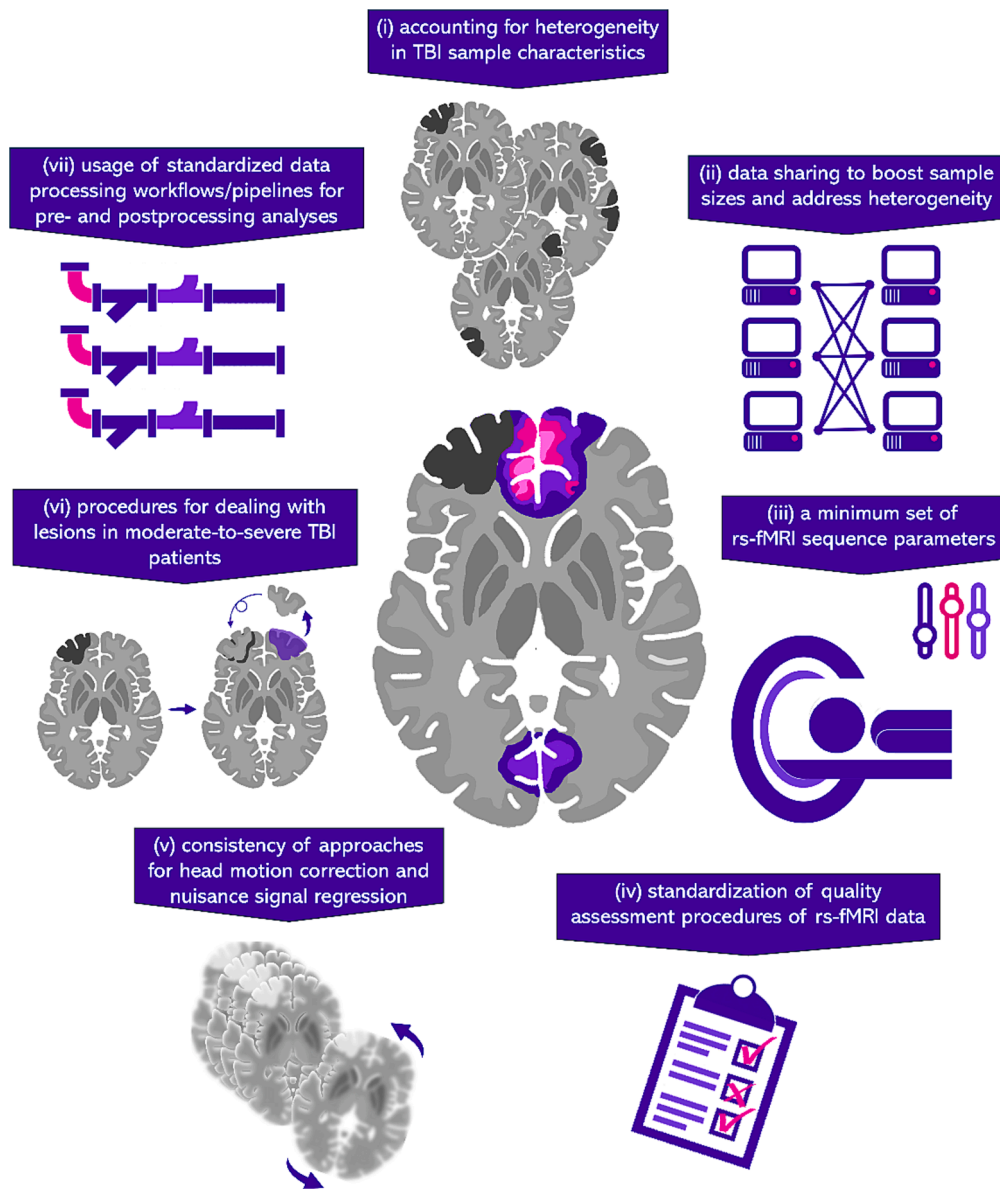 (i) accounting for heterogeneity
in TBI sample characteristics
(ii) data sharing to boost sample
sizes and address heterogeneity
(iii) a minimum set of
rs-fMRI sequence parameters
(iv) standardization of quality
assessment procedures of rs-fMRI data
(v) consistency of approaches
for head motion correction and
nuisance signal regression
(vi) procedures for dealing with
lesions in moderate-to-severe TBI
patients
(vii) usage of standardized data
processing workflows/pipelines for
pre- and postprocessing analyses